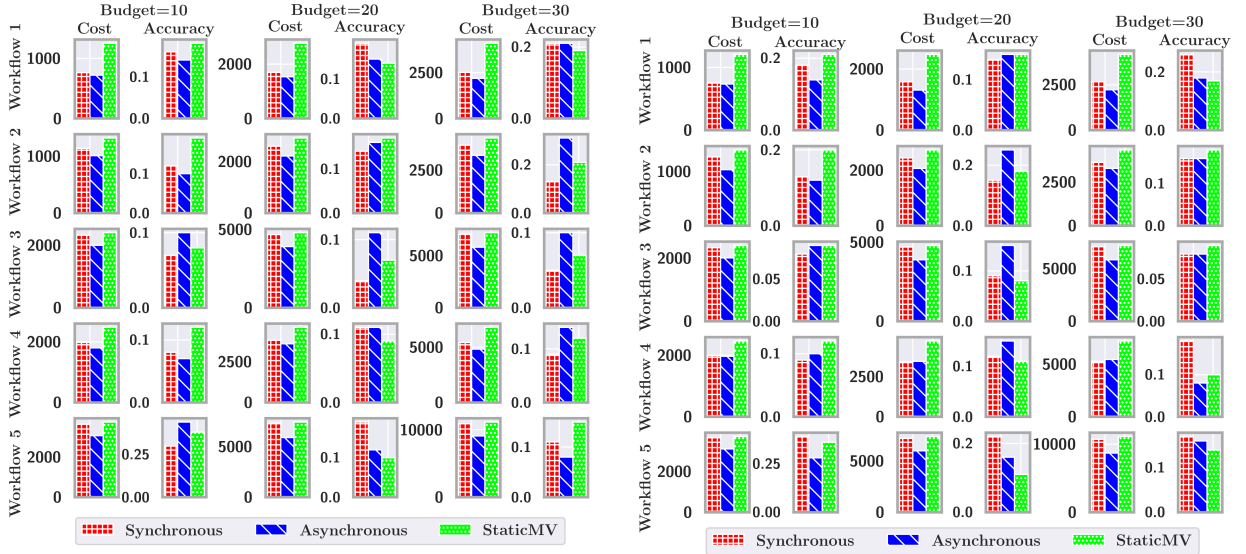 Budget=10 Budget=20 Budget=30
Cost Accuracy Cost Accuracy Cost Accuracy
Workflow 1
1000 0 0.1 0.0 2000 0 0.1 0.0 2500 0 0.2 0.0
Workflow 2
1000 0 0.1 0.0 2000 0 0.1 0.0 2500 0 0.2 0.0
Workflow 3
2000 0 0.1 0.0 5000 0 0.1 0.0 5000 0 0.1 0.0
Workflow 4
2000 0 0.1 0.0 2500 0 0.1 0.0 5000 0 0.1 0.0
Workflow 5
2000 0 0.25 0.00 5000 0 0.1 0.0 10000 0 0.1 0.0
Synchronous Asynchronous StaticMV
Budget=10 Budget=20 Budget=30
Cost Accuracy Cost Accuracy Cost Accuracy
Workflow 1
1000 0 0.2 0.0 2000 0 0.1 0.0 2500 0 0.2 0.0
Workflow 2
1000 0 0.2 0.0 2000 0 0.2 0.0 2500 0 0.1 0.0
Workflow 3
2000 0 0.05 0.00 5000 0 0.1 0.0 5000 0 0.05 0.00
Workflow 4
2000 0 0.1 0.0 2500 0 0.1 0.0 5000 0 0.1 0.0
Workflow 5
2000 0 0.25 0.00 5000 0 0.2 0.0 10000 0 0.1 0.0
Synchronous Asynchronous StaticMV